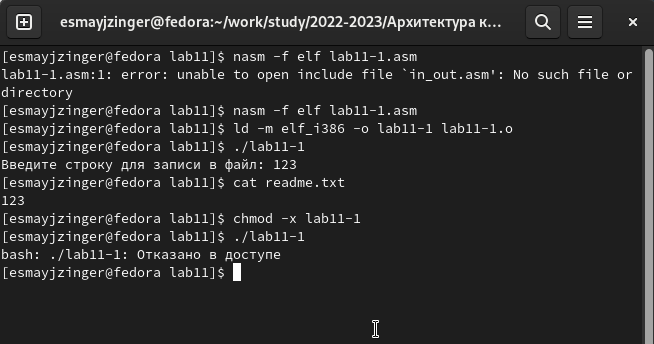 esmayjzinger@fedora:~/work/study/2022-2023/Архитектура к...
[esmayjzinger@fedora lab11]$ nasm -f elf lab11-1.asm
lab11-1.asm:1: error: unable to open include file `in_out.asm': No such file or
directory
[esmayjzinger@fedora lab11]$ nasm -f elf lab11-1.asm
[esmayjzinger@fedora lab11]$ ld -m elf_i386 -o lab11-1 lab11-1.o
[esmayjzinger@fedora lab11]$ ./lab11-1
Введите строку для записи в файл: 123
[esmayjzinger@fedora lab11]$ cat readme.txt
123
[esmayjzinger@fedora lab11]$ chmod -x lab11-1
[esmayjzinger@fedora lab11]$ ./lab11-1
bash: ./lab11-1: Отказано в доступе
[esmayjzinger@fedora lab11]$